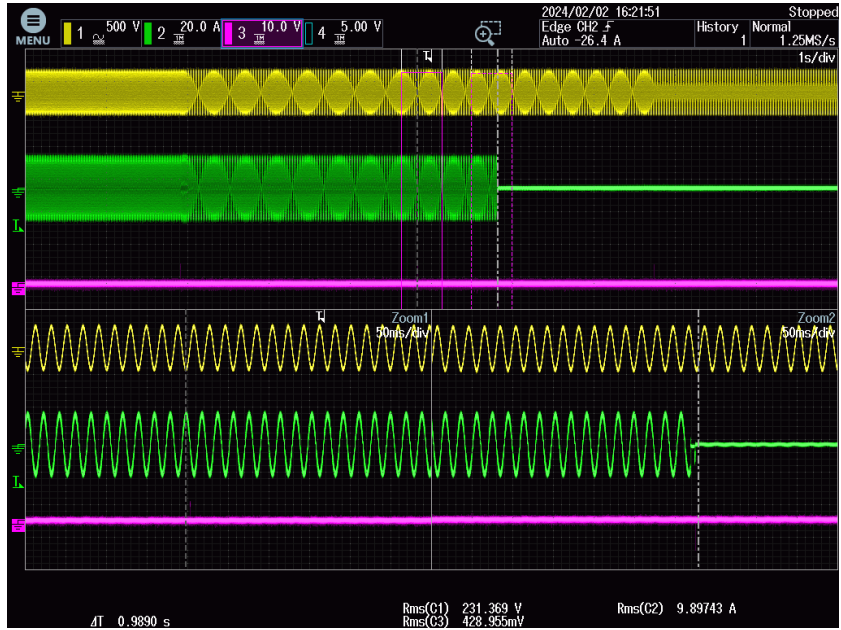 2024/02/02 16:21:51 Stopped
MENU 1 500 V 2 20.0 A 3 1M 10.0 V 4 1M 5.00 V Edge CH2 Auto -26.4 A History 1 Normal 1.25MS/s
1s/div
T
T
T
Zoom1 Zoom2
50ms/div 50ms/div
T
Rms(C1) 231.369 V Rms(C2) 9.89743 A
ΔT 0.9890 s Rms(C3) 428.955mV